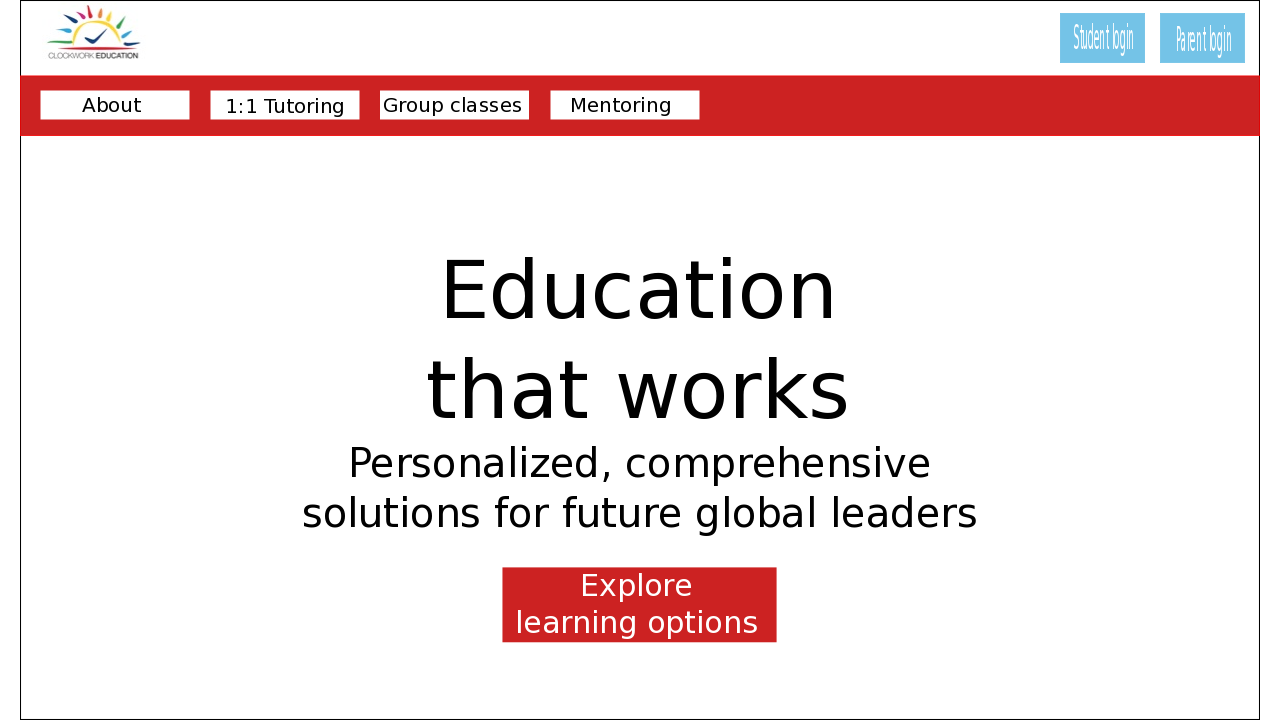 CLOCKWORK EDUCATION
Student login
Parent login
About
1:1 Tutoring
Group classes
Mentoring
Education
that works
Personalized, comprehensive
solutions for future global leaders
Explore
learning options